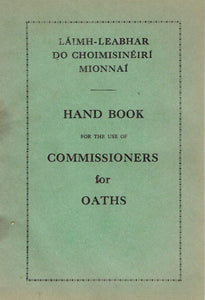 LÁIMH-LEABHAR
DO CHOIMISINÉIRÍ
MIONNAÍ
HAND BOOK
FOR THE USE OF
COMMISSIONERS
for
OATHS